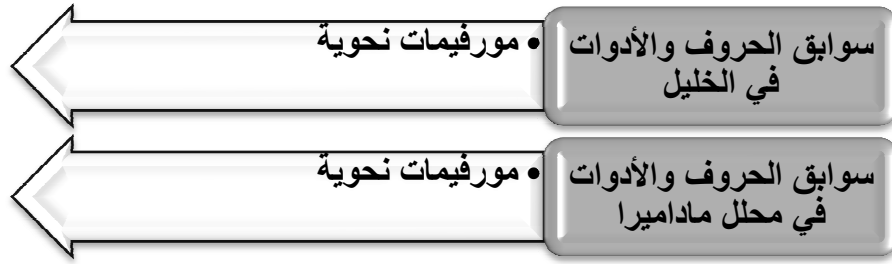 سوابق الحروف والأدوات
في الخليل
• مورفيمات نحوية
سوابق الحروف والأدوات
في محلل ماداميرا
• مورفيمات نحوية